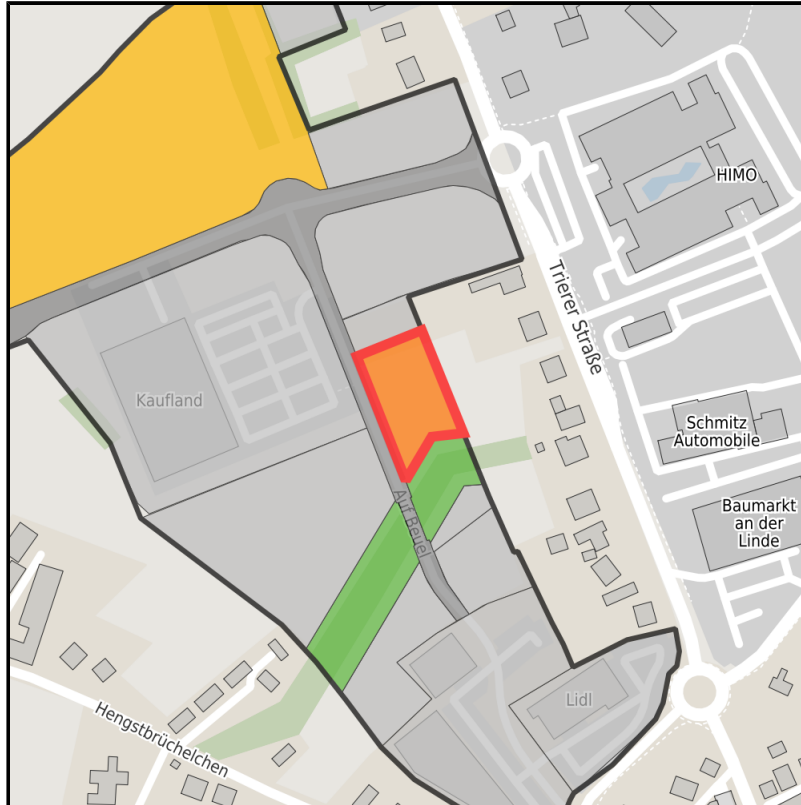 HIMO
Trierer Straße
Kaufland
Schmitz
Automobile
Auf Beuel
Baumarkt
an der
Linde
Lidl
Hengstbrüchelchen